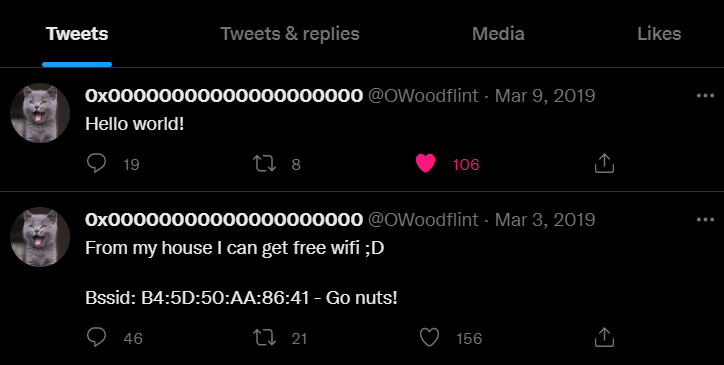 Tweets Tweets & replies Media Likes
0x00000000000000000000 @OWoodflint · Mar 9, 2019
Hello world!
19 8 106
0x00000000000000000000 @OWoodflint · Mar 3, 2019
From my house I can get free wifi ;D
Bssid: B4:5D:50:AA:86:41 - Go nuts!
46 21 156